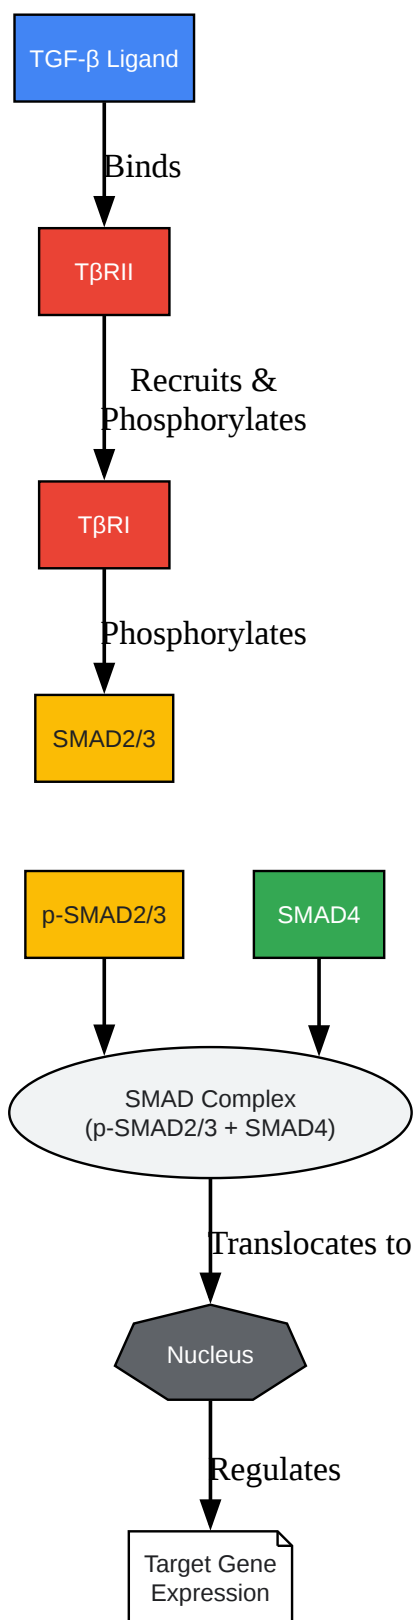 TGF-β Ligand
Binds
TβRII
Recruits &
Phosphorylates
TβRI
Phosphorylates
SMAD2/3
p-SMAD2/3
SMAD4
SMAD Complex
(p-SMAD2/3 + SMAD4)
Translocates to
Nucleus
Regulates
Target Gene
Expression